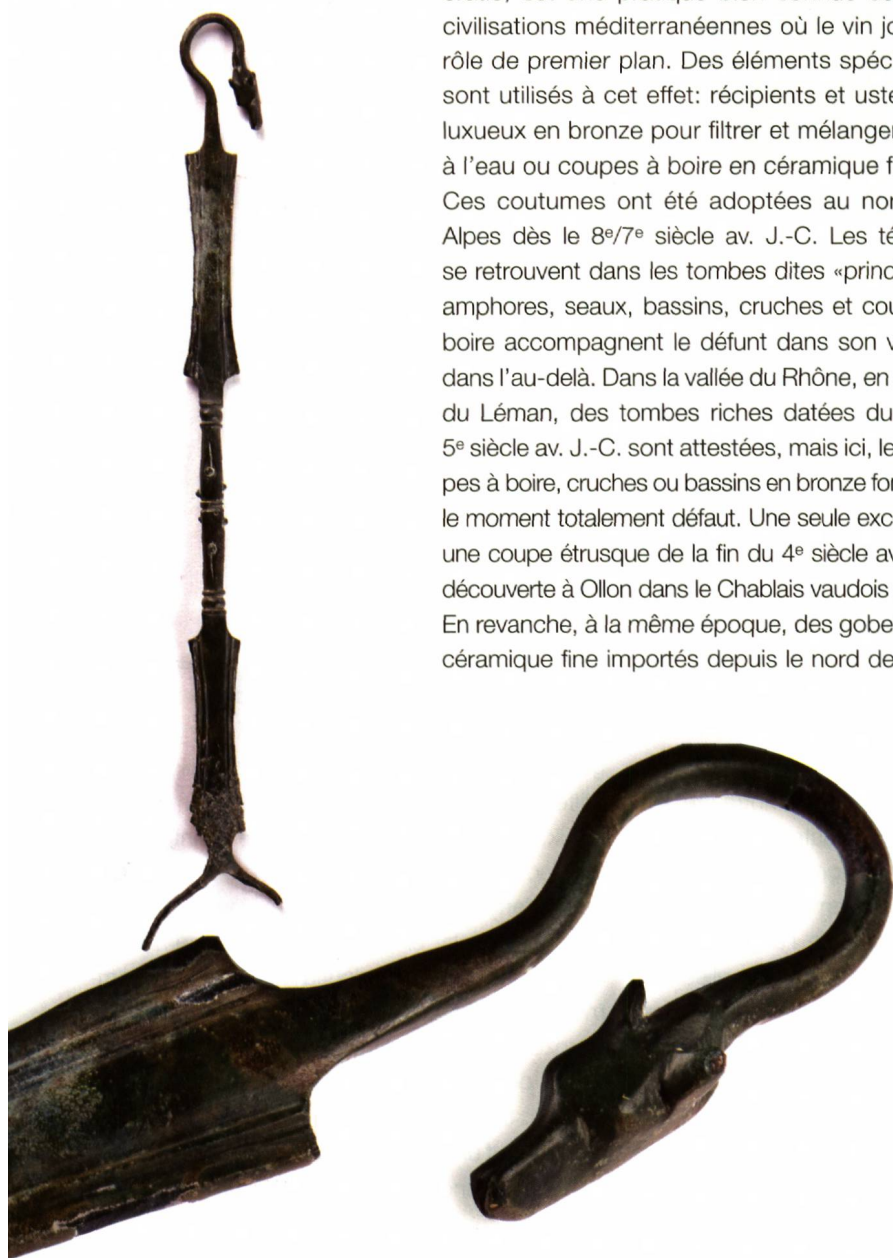 civilisations méditerranéennes où le vin jo
rôle de premier plan. Des éléments spéc
sont utilisés à cet effet: récipients et uste
luxueux en bronze pour filtrer et mélanger
à l'eau ou coupes à boire en céramique f
Ces coutumes ont été adoptées au nor
Alpes dès le 8e/7e siècle av. J.-C. Les té
se retrouvent dans les tombes dites «princ
amphores, seaux, bassins, cruches et cou
boire accompagnent le défunt dans son v
dans l'au-delà. Dans la vallée du Rhône, en
du Léman, des tombes riches datées du
5e siècle av. J.-C. sont attestées, mais ici, le
pes à boire, cruches ou bassins en bronze for
le moment totalement défaut. Une seule exc
une coupe étrusque de la fin du 4e siècle av
découverte à Ollon dans le Chablais vaudois
En revanche, à la même époque, des gobe
céramique fine importés depuis le nord de